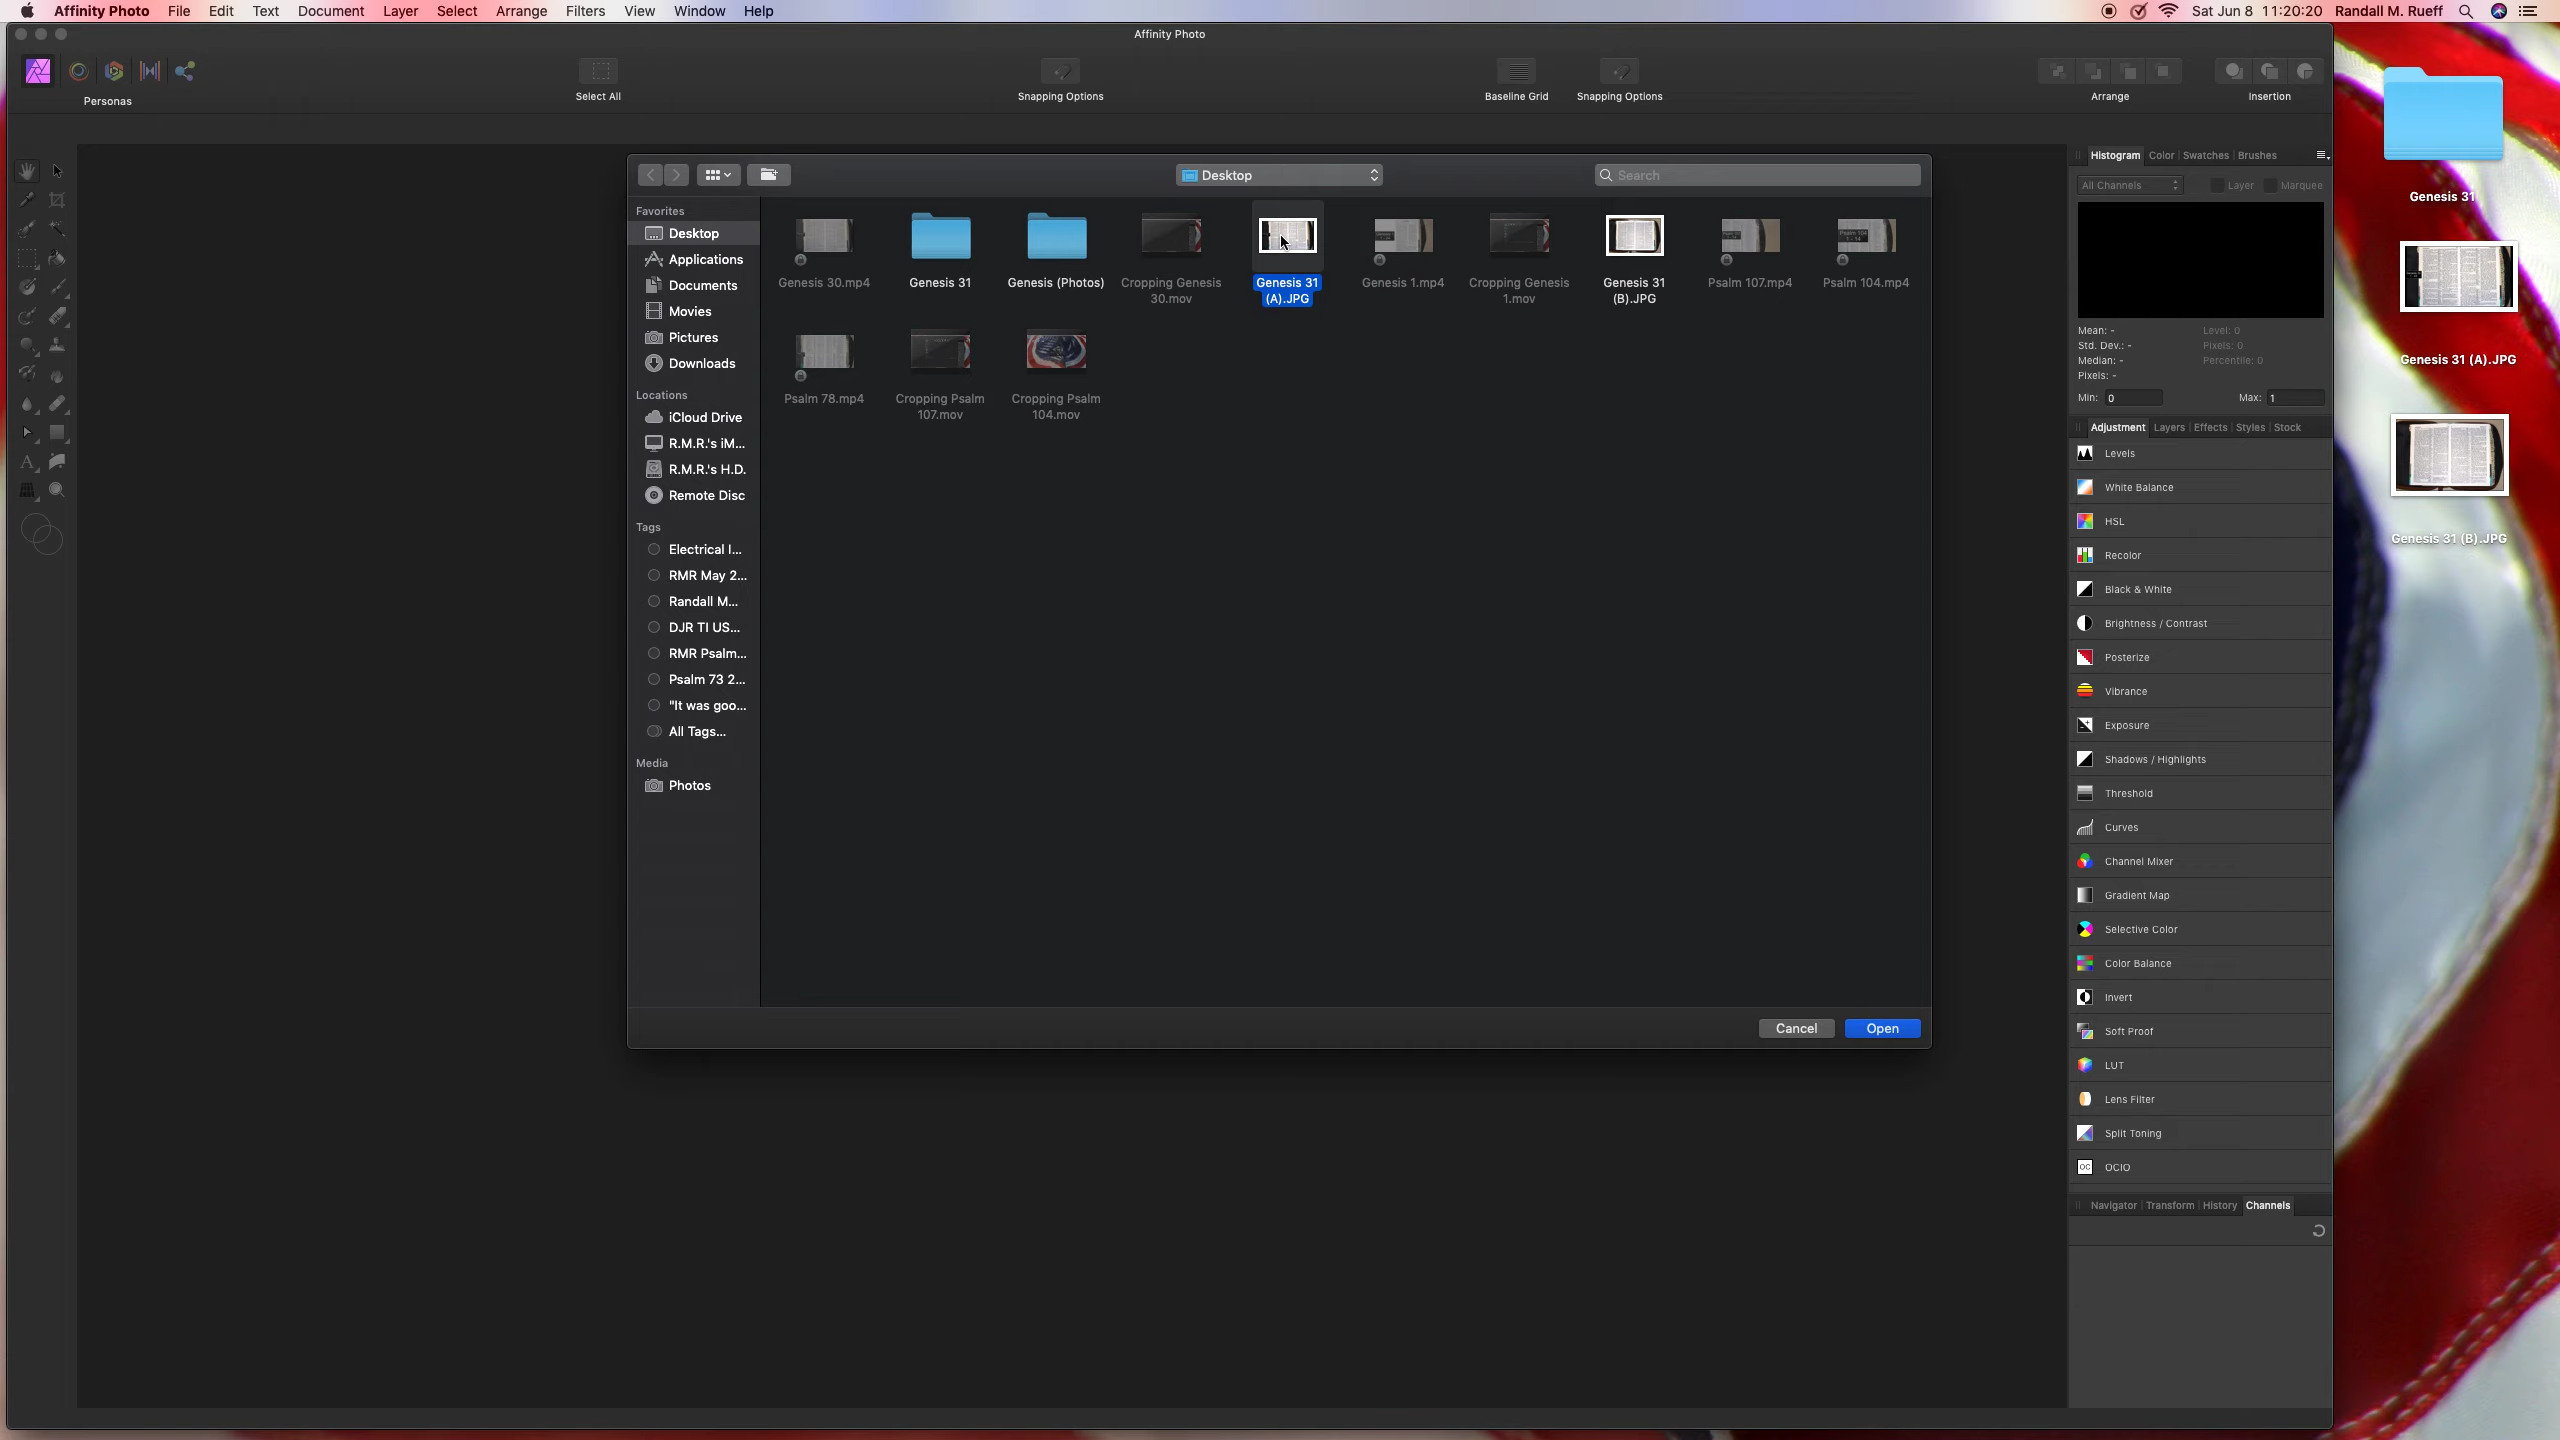 Affinity Photo File Edit Text Document Layer Select Arrange Filters View Window Help
Sat Jun 8 11:20:20 Randall M. Rueff
Affinity Photo
Personas
Select All
Snapping Options
Baseline Grid
Snapping Options
Arrange
Insertion
Desktop
Search
Favorites
Desktop
Applications
Documents
Movies
Pictures
Downloads
Locations
iCloud Drive
R.M.R.'s iM...
R.M.R.'s H.D.
Remote Disc
Tags
Electrical I...
RMR May 2...
Randall M...
DJR TI US...
RMR Psalm...
Psalm 73 2...
"It was goo...
All Tags...
Media
Photos
Genesis 30.mp4
Genesis 31
Genesis (Photos)
Cropping Genesis
30.mov
Genesis 31
(A).JPG
Genesis 1.mp4
Cropping Genesis
1.mov
Genesis 31
(B).JPG
Psalm 107.mp4
Psalm 104.mp4
Psalm 78.mp4
Cropping Psalm
107.mov
Cropping Psalm
104.mov
Cancel
Open
Histogram Color Swatches Brushes
All Channels
Layer
Marquee
Mean: -
Level: 0
Std. Dev.: -
Pixels: 0
Median: -
Percentile: 0
Pixels: -
Min: 0
Max: 1
Adjustment Layers Effects Styles Stock
Levels
White Balance
HSL
Recolor
Black & White
Brightness / Contrast
Posterize
Vibrance
Exposure
Shadows / Highlights
Threshold
Curves
Channel Mixer
Gradient Map
Selective Color
Color Balance
Invert
Soft Proof
LUT
Lens Filter
Split Toning
OC OCIO
Navigator Transform History Channels
Genesis 31
Genesis 31 (A).JPG
Genesis 31 (B).JPG